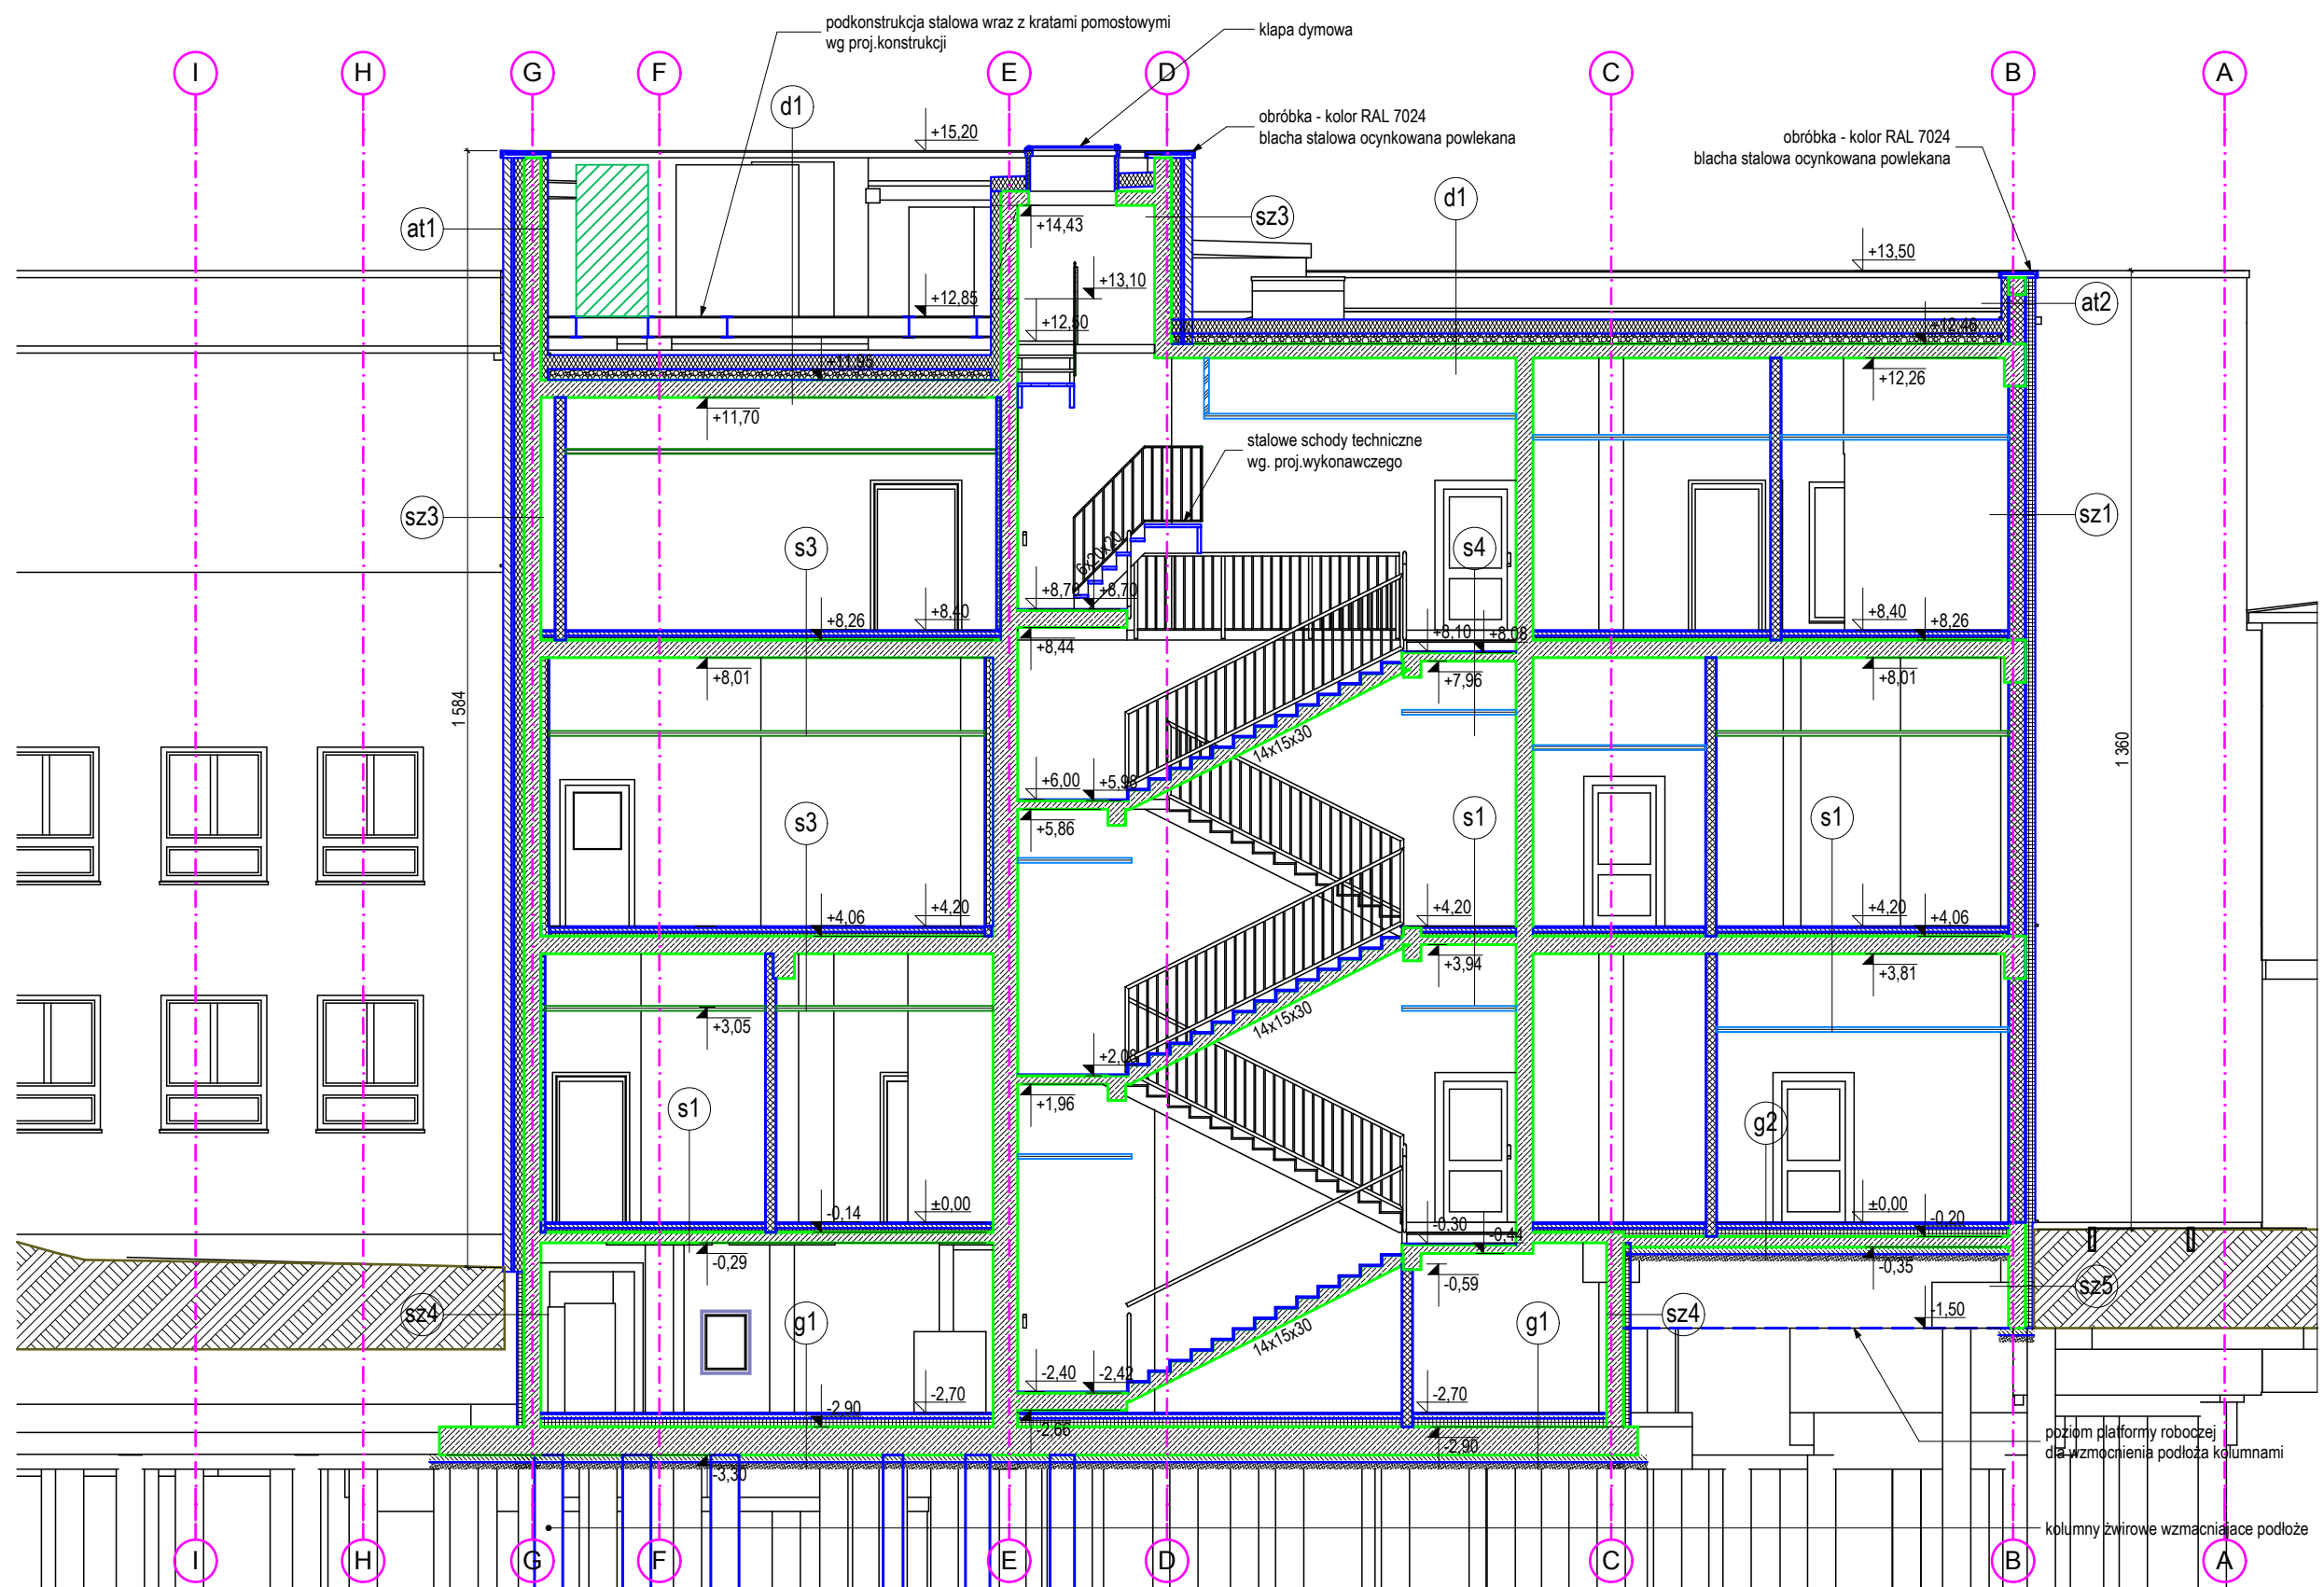 podkonstrukcja stalowa wraz z kratami pomostowymi
wg proj.konstrukcji
klapa dymowa
I
H
G
F
E
D
C
B
A
d1
+15,20
obróbka - kolor RAL 7024
blacha stalowa ocynkowana powlekana
obróbka - kolor RAL 7024
blacha stalowa ocynkowana powlekana
at1
+14,43
sz3
d1
+13,50
+13,10
+12,85
+12,50
at2
+12,46
+11,95
+12,26
+11,70
stalowe schody techniczne
wg. proj.wykonawczego
sz3
s3
s4
sz1
6x20x20
+8,70
+8,70
+8,26
+8,40
+8,44
+8,10
+8,08
+8,40
+8,26
+8,01
+7,96
+8,01
1 584
14x15x30
1 360
+6,00
+5,98
s3
+5,86
s1
s1
+4,06
+4,20
+4,20
+4,20
+4,06
+3,94
+3,81
+3,05
14x15x30
+2,08
+1,96
s1
g2
-0,14
±0,00
-0,30
-0,44
±0,00
-0,20
-0,29
-0,59
-0,35
sz4
g1
14x15x30
g1
sz4
sz5
-1,50
-2,40
-2,42
-2,90
-2,70
-2,70
-2,66
-2,90
-3,30
poziom platformy roboczej
dla wzmocnienia podłoża kolumnami
kolumny żwirowe wzmacniajace podłoże
I
H
G
F
E
D
C
B
A